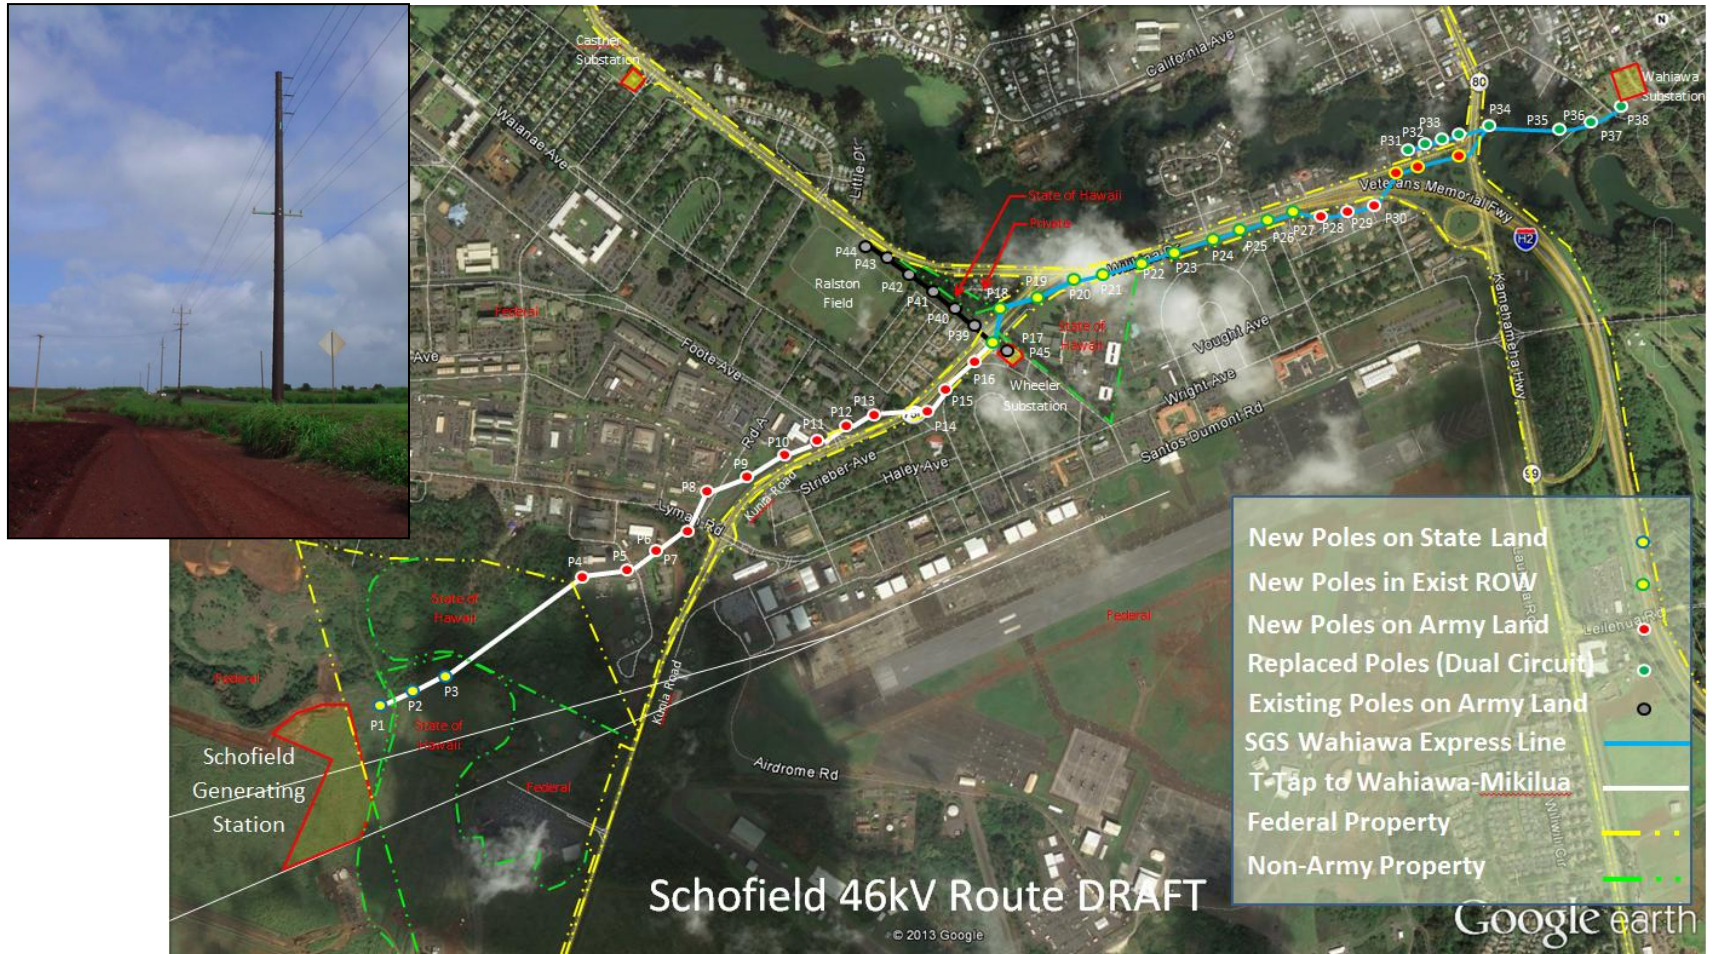 Castner
Substation
California Ave
N
80
Wahiawa
Substation
Waianae Ave
Little Dr
P34
P33
P32
P31
P35
P36
P37
P38
State of Hawaii
Private
Veterans Memorial Fwy
H2
P30
P29
P28
P27
P26
P25
P24
P23
P22
P21
P20
P19
P18
P17
P44
P43
P42
P41
P40
P39
P45
Ralston
Field
Federal
State of
Hawaii
Wheeler
Substation
Kamehameha Hwy
Ave
Foote Ave
Vought Ave
Wright Ave
Santos Dumont Rd
P16
P15
P14
P13
P12
P11
P10
P9
P8
Rd A
Strieber Ave
Haley Ave
Kunia Road
Lyman Rd
P7
P6
P5
P4
99
State of
Hawaii
Federal
Federal
P3
P2
P1
State of
Hawaii
Kunia Road
Federal
Airdrome Rd
Schofield
Generating
Station
Leilehua Rd
Wiliwili Cir
New Poles on State Land
New Poles in Exist ROW
New Poles on Army Land
Replaced Poles (Dual Circuit)
Existing Poles on Army Land
SGS Wahiawa Express Line
T-Tap to Wahiawa-Mikilua
Federal Property
Non-Army Property
Schofield 46kV Route DRAFT
© 2013 Google
Google earth